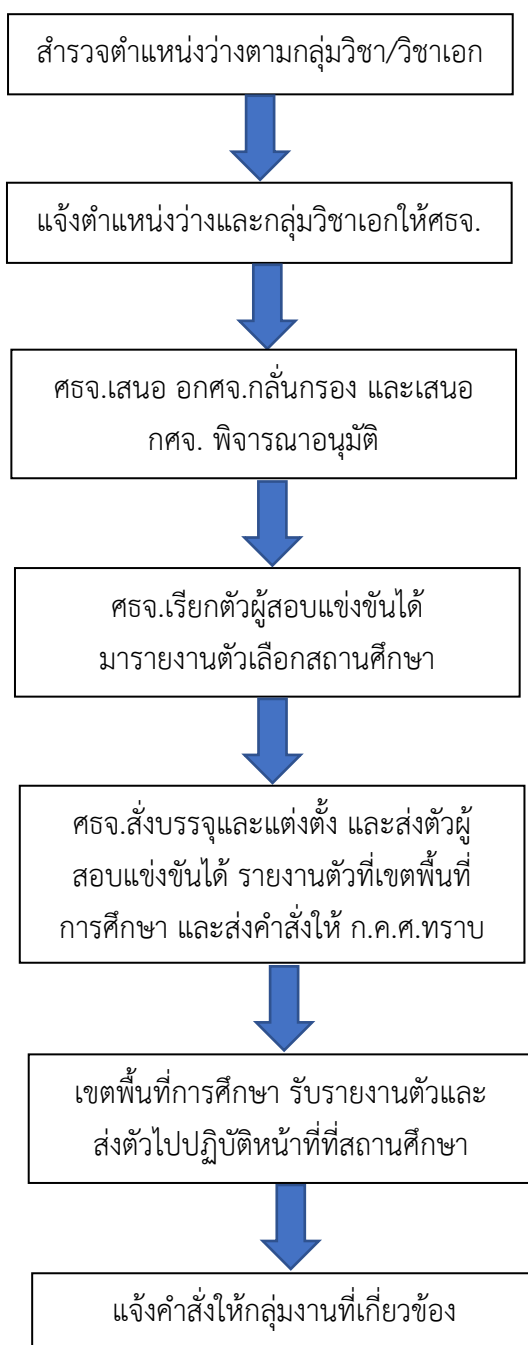 สำรวจตำแหน่งว่างตามกลุ่มวิชา/วิชาเอก
แจ้งตำแหน่งว่างและกลุ่มวิชาเอกให้ศธจ.
ศธจ.เสนอ อกศจ.กลั่นกรอง และเสนอ
กศจ. พิจารณาอนุมัติ
ศธจ.เรียกตัวผู้สอบแข่งขันได้
มารายงานตัวเลือกสถานศึกษา
ศธจ.สั่งบรรจุและแต่งตั้ง และส่งตัวผู้
สอบแข่งขันได้ รายงานตัวที่เขตพื้นที่
การศึกษา และส่งคำสั่งให้ ก.ค.ศ.ทราบ
เขตพื้นที่การศึกษา รับรายงานตัวและ
ส่งตัวไปปฏิบัติหน้าที่ที่สถานศึกษา
แจ้งคำสั่งให้กลุ่มงานที่เกี่ยวข้อง